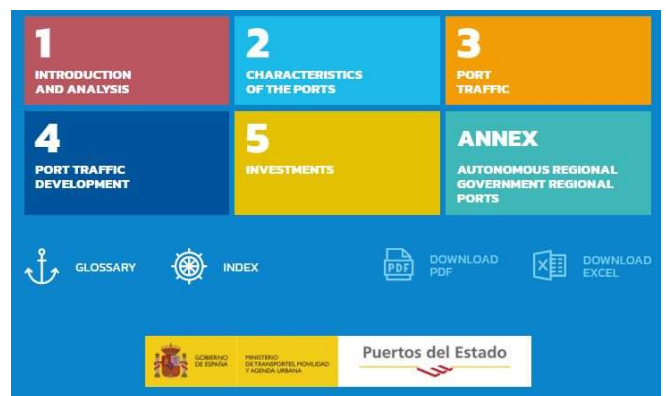 1
INTRODUCTION
AND ANALYSIS
2
CHARACTERISTICS
OF THE PORTS
3
PORT
TRAFFIC
4
PORT TRAFFIC
DEVELOPMENT
5
INVESTMENTS
ANNEX
AUTONOMOUS REGIONAL
GOVERNMENT REGIONAL
PORTS
GLOSSARY
INDEX
PDF
DOWNLOAD
PDF
X
DOWNLOAD
EXCEL
GOBIERNO
DE ESPAÑA
MINISTERIO
DE TRANSPORTES, MOVILIDAD
Y AGENDA URBANA
Puertos del Estado